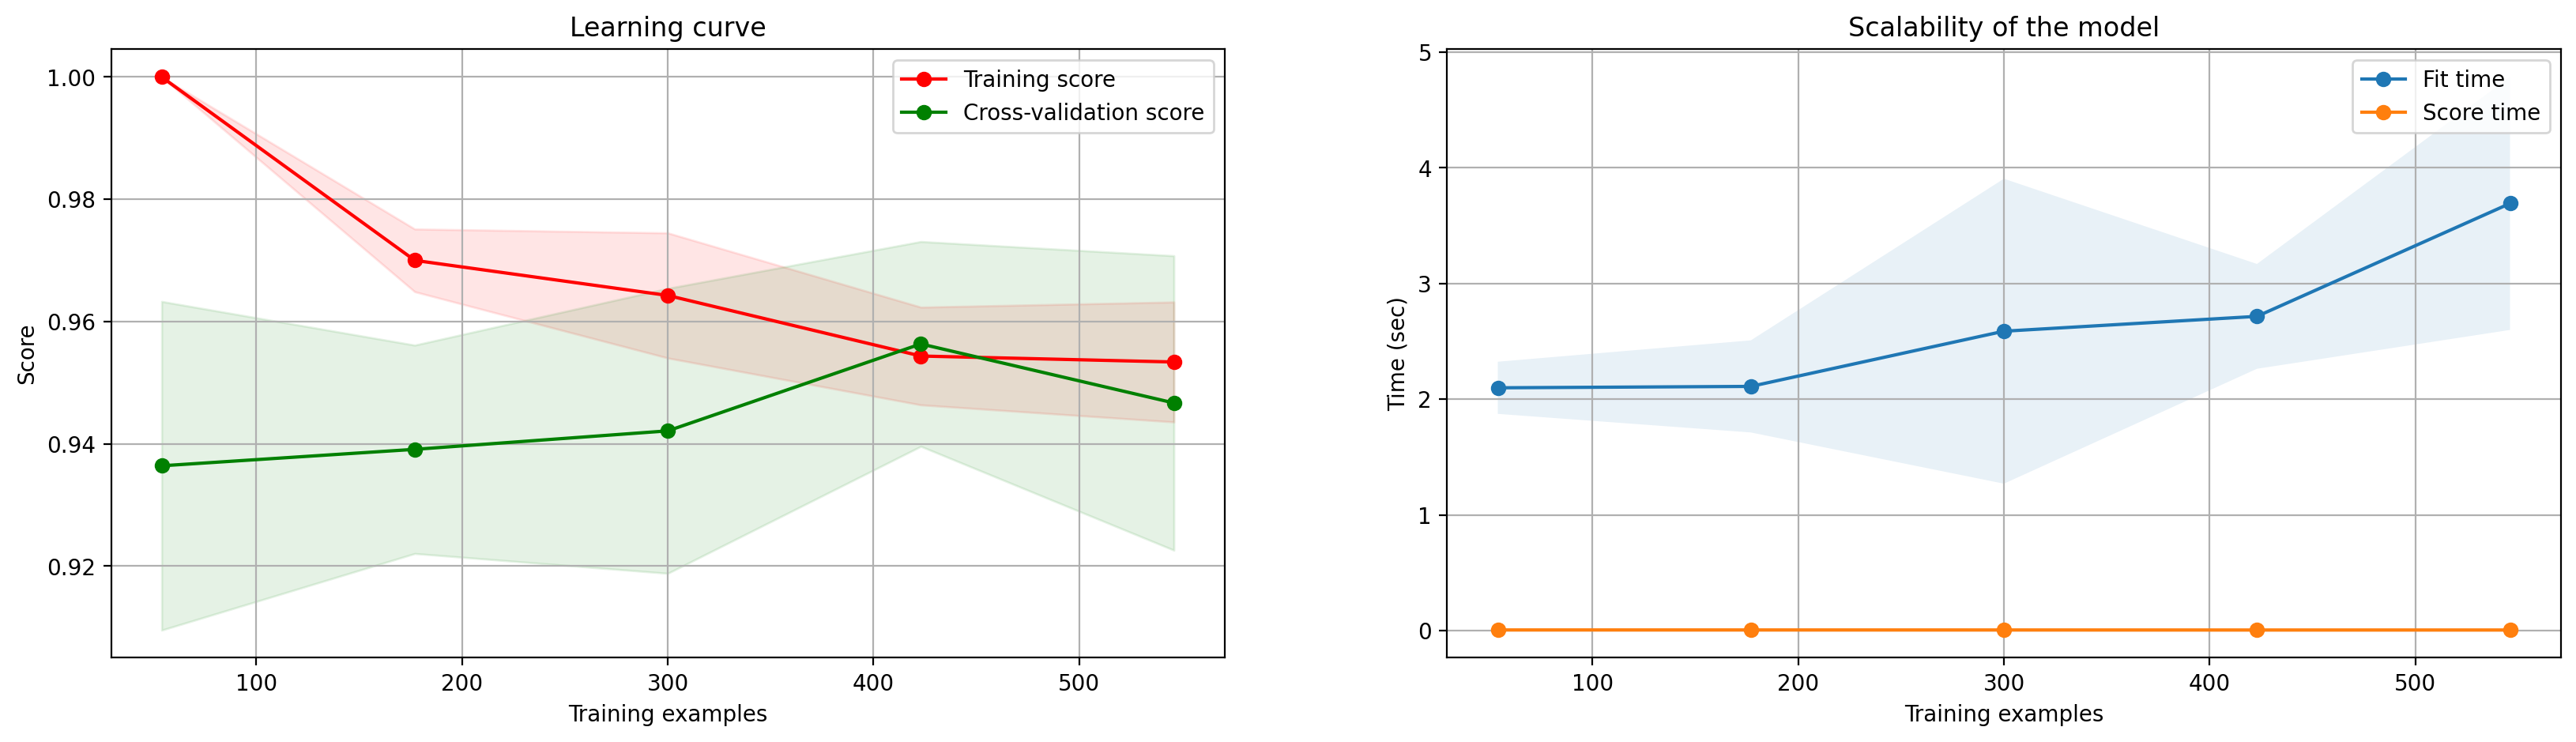 Learning curve
1.00
0.98
0.96
0.94
0.92
Score
100
200
300
400
500
Training examples
Training score
Cross-validation score
Scalability of the model
5
4
3
2
1
0
Time (sec)
100
200
300
400
500
Training examples
Fit time
Score time